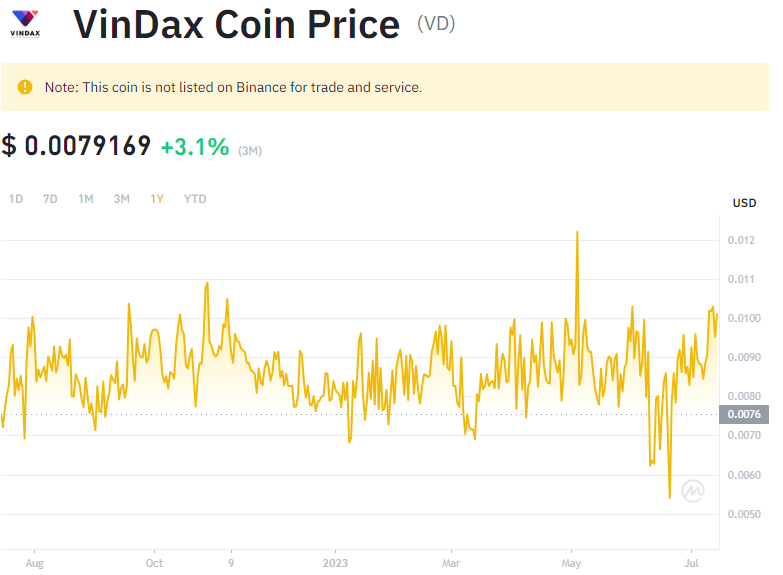 VINDAX
VinDax Coin Price (VD)
Note: This coin is not listed on Binance for trade and service.
$ 0.0079169 +3.1% (3M)
1D 7D 1M 3M 1Y YTD
USD
0.012
0.011
0.0100
0.0090
0.0080
0.0076
0.0070
0.0060
0.0050
Aug Oct 9 2023 Mar May Jul